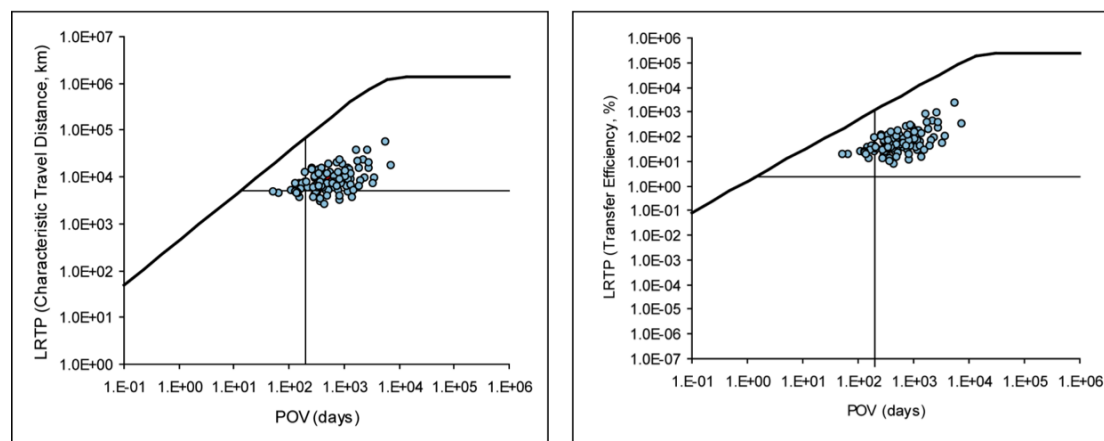 LRTP (Characteristic Travel Distance, km)
1.0E+07
1.0E+06
1.0E+05
1.0E+04
1.0E+03
1.0E+02
1.0E+01
1.0E+00
1.E-01 1.E+00 1.E+01 1.E+02 1.E+03 1.E+04 1.E+05 1.E+06
POV (days)
LRTP (Transfer Efficiency, %)
1.0E+06
1.0E+05
1.0E+04
1.0E+03
1.0E+02
1.0E+01
1.0E+00
1.0E-01
1.0E-02
1.0E-03
1.0E-04
1.0E-05
1.0E-06
1.0E-07
1.E-01 1.E+00 1.E+01 1.E+02 1.E+03 1.E+04 1.E+05 1.E+06
POV (days)